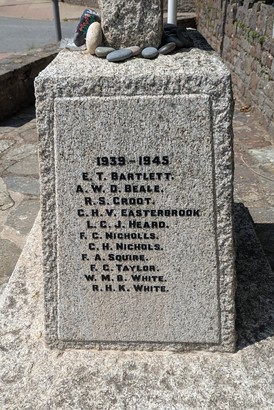 1939-1945
E. T. BARTLETT.
A. W. D. BEALE.
R. S. CROOT.
C. H. V. EASTERBROOK
L. C. J. HEARD.
F. C. NICHOLLS.
C. H. NICHOLS.
F. A. SQUIRE.
F. C. TAYLOR.
W. M. B. WHITE.
R. H. K. WHITE.